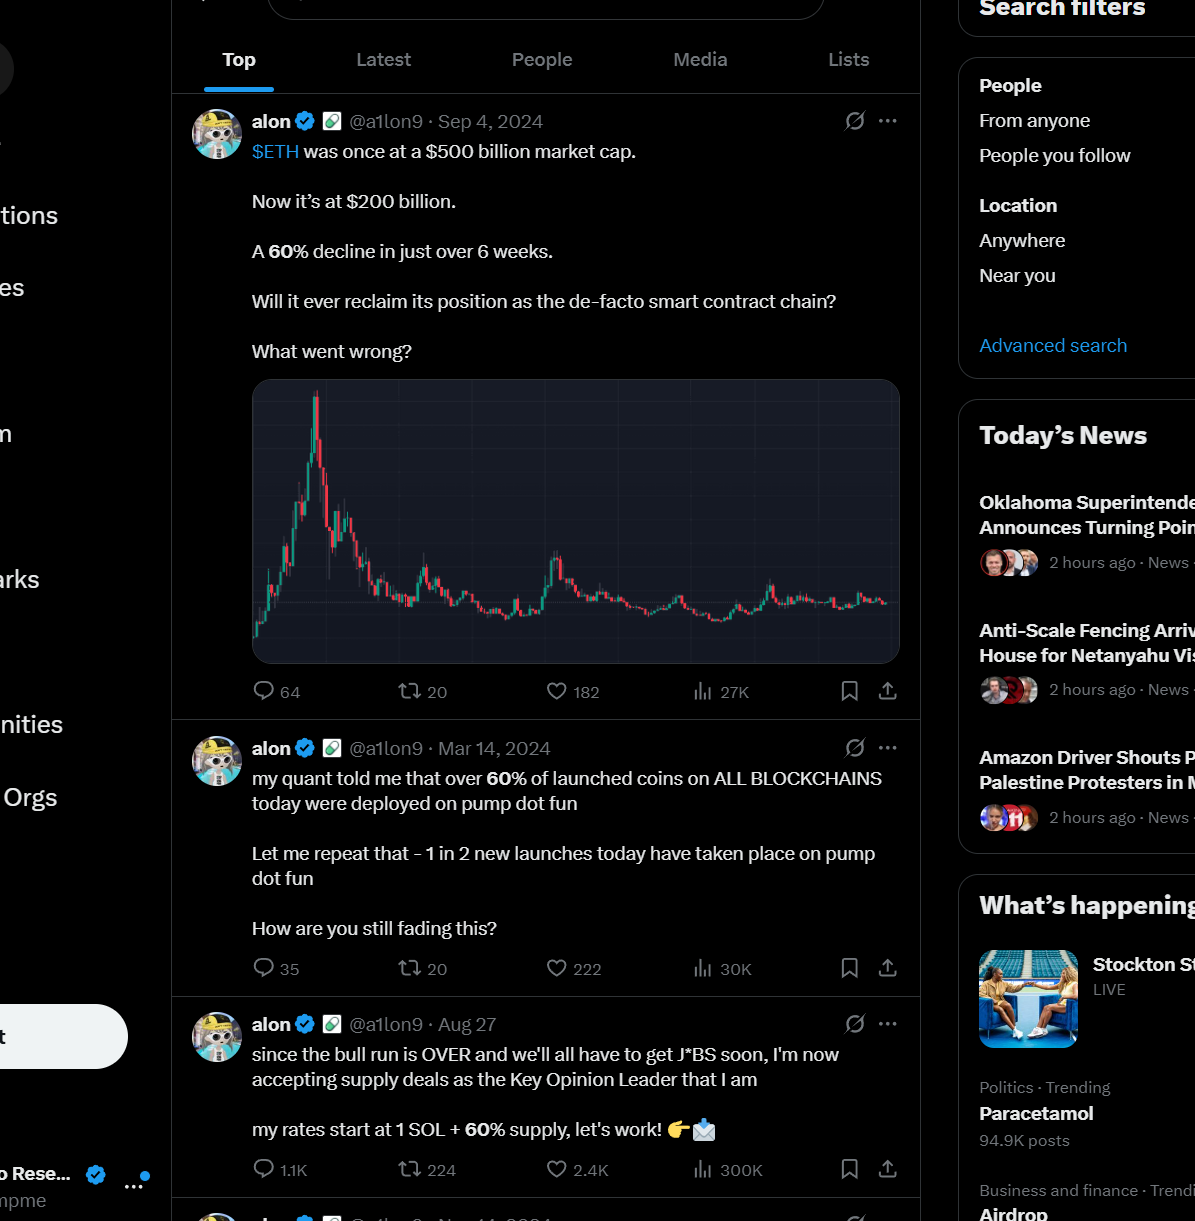 Search filters
Top
Latest
People
Media
Lists
alon @a1lon9 · Sep 4, 2024
$ETH was once at a $500 billion market cap.
Now it’s at $200 billion.
A 60% decline in just over 6 weeks.
Will it ever reclaim its position as the de-facto smart contract chain?
What went wrong?
64
20
182
27K
alon @a1lon9 · Mar 14, 2024
my quant told me that over 60% of launched coins on ALL BLOCKCHAINS
today were deployed on pump dot fun
Let me repeat that - 1 in 2 new launches today have taken place on pump
dot fun
How are you still fading this?
35
20
222
30K
alon @a1lon9 · Aug 27
since the bull run is OVER and we'll all have to get J*BS soon, I'm now
accepting supply deals as the Key Opinion Leader that I am
my rates start at 1 SOL + 60% supply, let's work! 👉📩
1.1K
224
2.4K
300K
tions
es
m
arks
nities
Orgs
t
o Rese...
mpme
People
From anyone
People you follow
Location
Anywhere
Near you
Advanced search
Today’s News
Oklahoma Superintende
Announces Turning Poin
2 hours ago · News ·
Anti-Scale Fencing Arriv
House for Netanyahu Vis
2 hours ago · News ·
Amazon Driver Shouts P
Palestine Protesters in M
2 hours ago · News ·
What’s happening
Stockton St
LIVE
Politics · Trending
Paracetamol
94.9K posts
Business and finance · Trendi
Airdrop